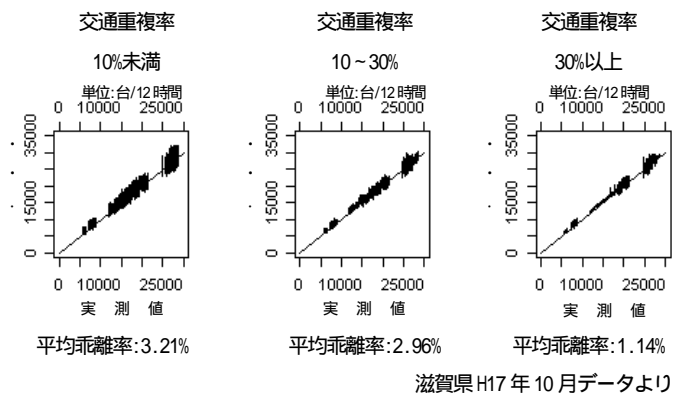 交通重複率 交通重複率 交通重複率
10%未満 10~30% 30%以上
単位:台/12時間 単位:台/12時間 単位:台/12時間
0 10000 25000 0 10000 25000 0 10000 25000
35000 35000 35000
15000 15000 15000
0 0 0
0 10000 25000 0 10000 25000 0 10000 25000
実 測 値 実 測 値 実 測 値
平均乖離率:3.21% 平均乖離率:2.96% 平均乖離率:1.14%
滋賀県H17年10月データより